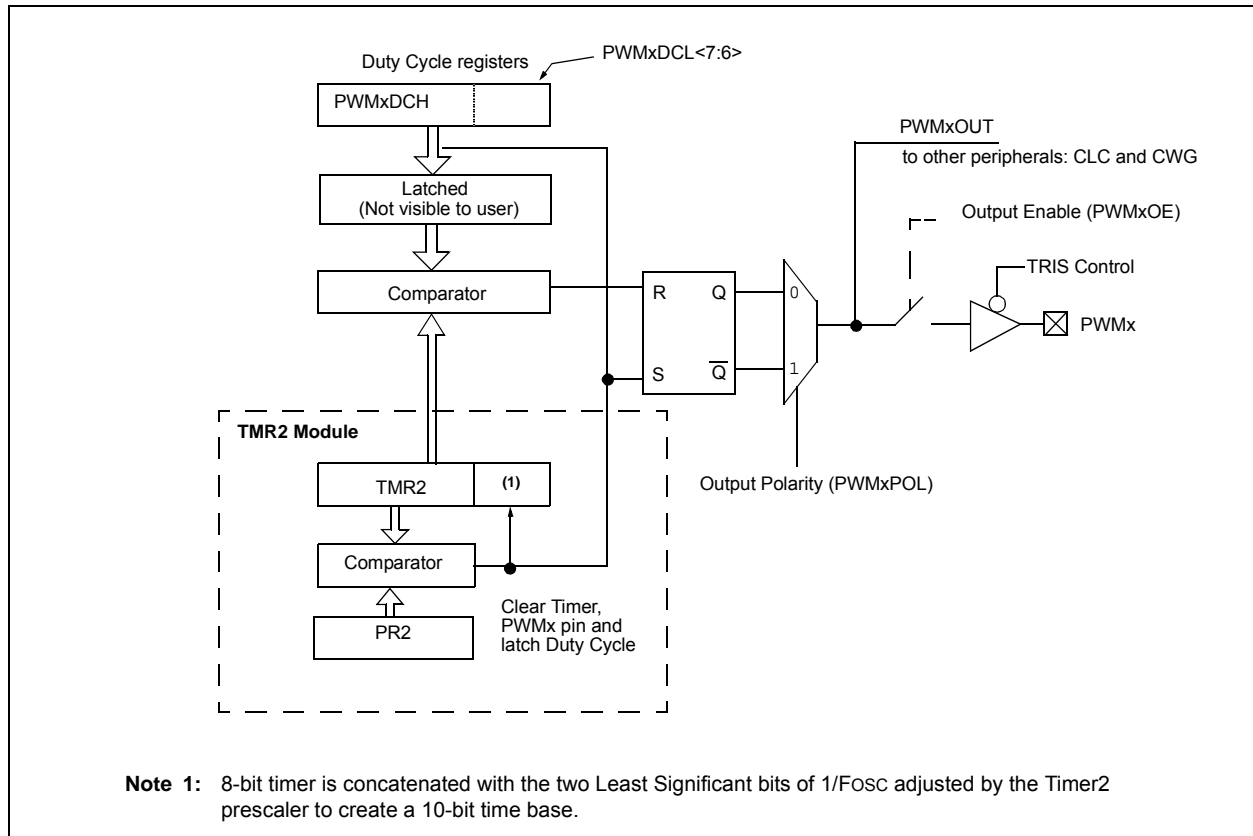 Duty Cycle registers
PWMxDCL<7:6>
PWMxDCH
Latched
(Not visible to user)
Comparator
R
Q
S
Q̅
0
1
PWMxOUT
to other peripherals: CLC and CWG
Output Enable (PWMxOE)
TRIS Control
PWMx
Output Polarity (PWMxPOL)
TMR2 Module
TMR2
(1)
Comparator
PR2
Clear Timer,
PWMx pin and
latch Duty Cycle
Note 1: 8-bit timer is concatenated with the two Least Significant bits of 1/FOSC adjusted by the Timer2
prescaler to create a 10-bit time base.